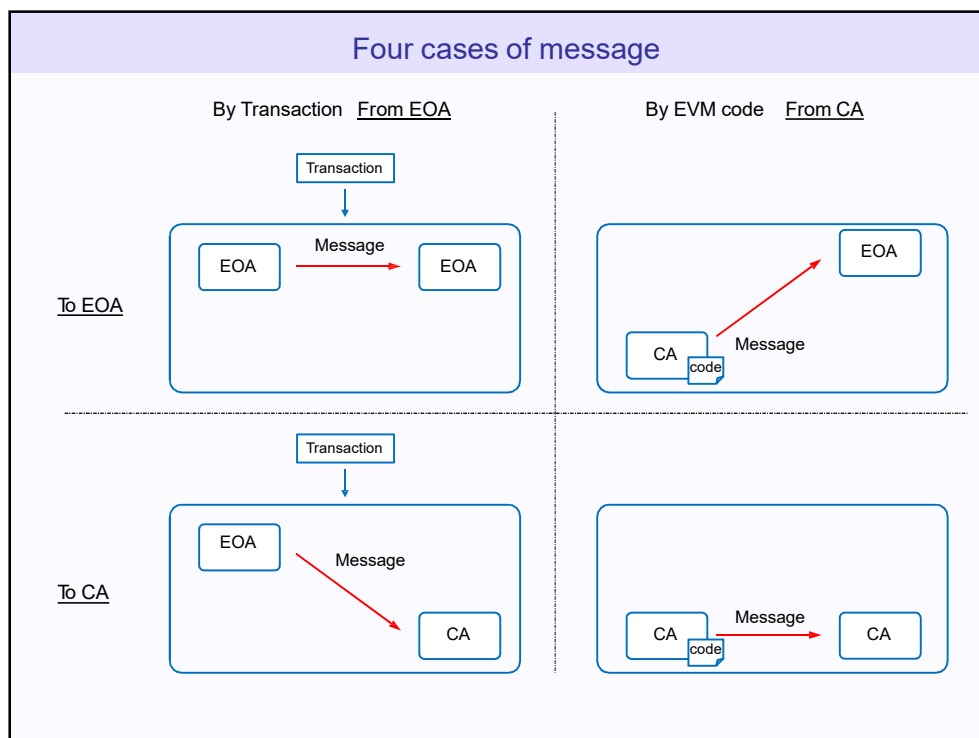 Four cases of message
By Transaction From EOA
By EVM code From CA
Transaction
Message
EOA
EOA
To EOA
EOA
Message
CA
code
Transaction
EOA
Message
To CA
CA
Message
CA
code
CA